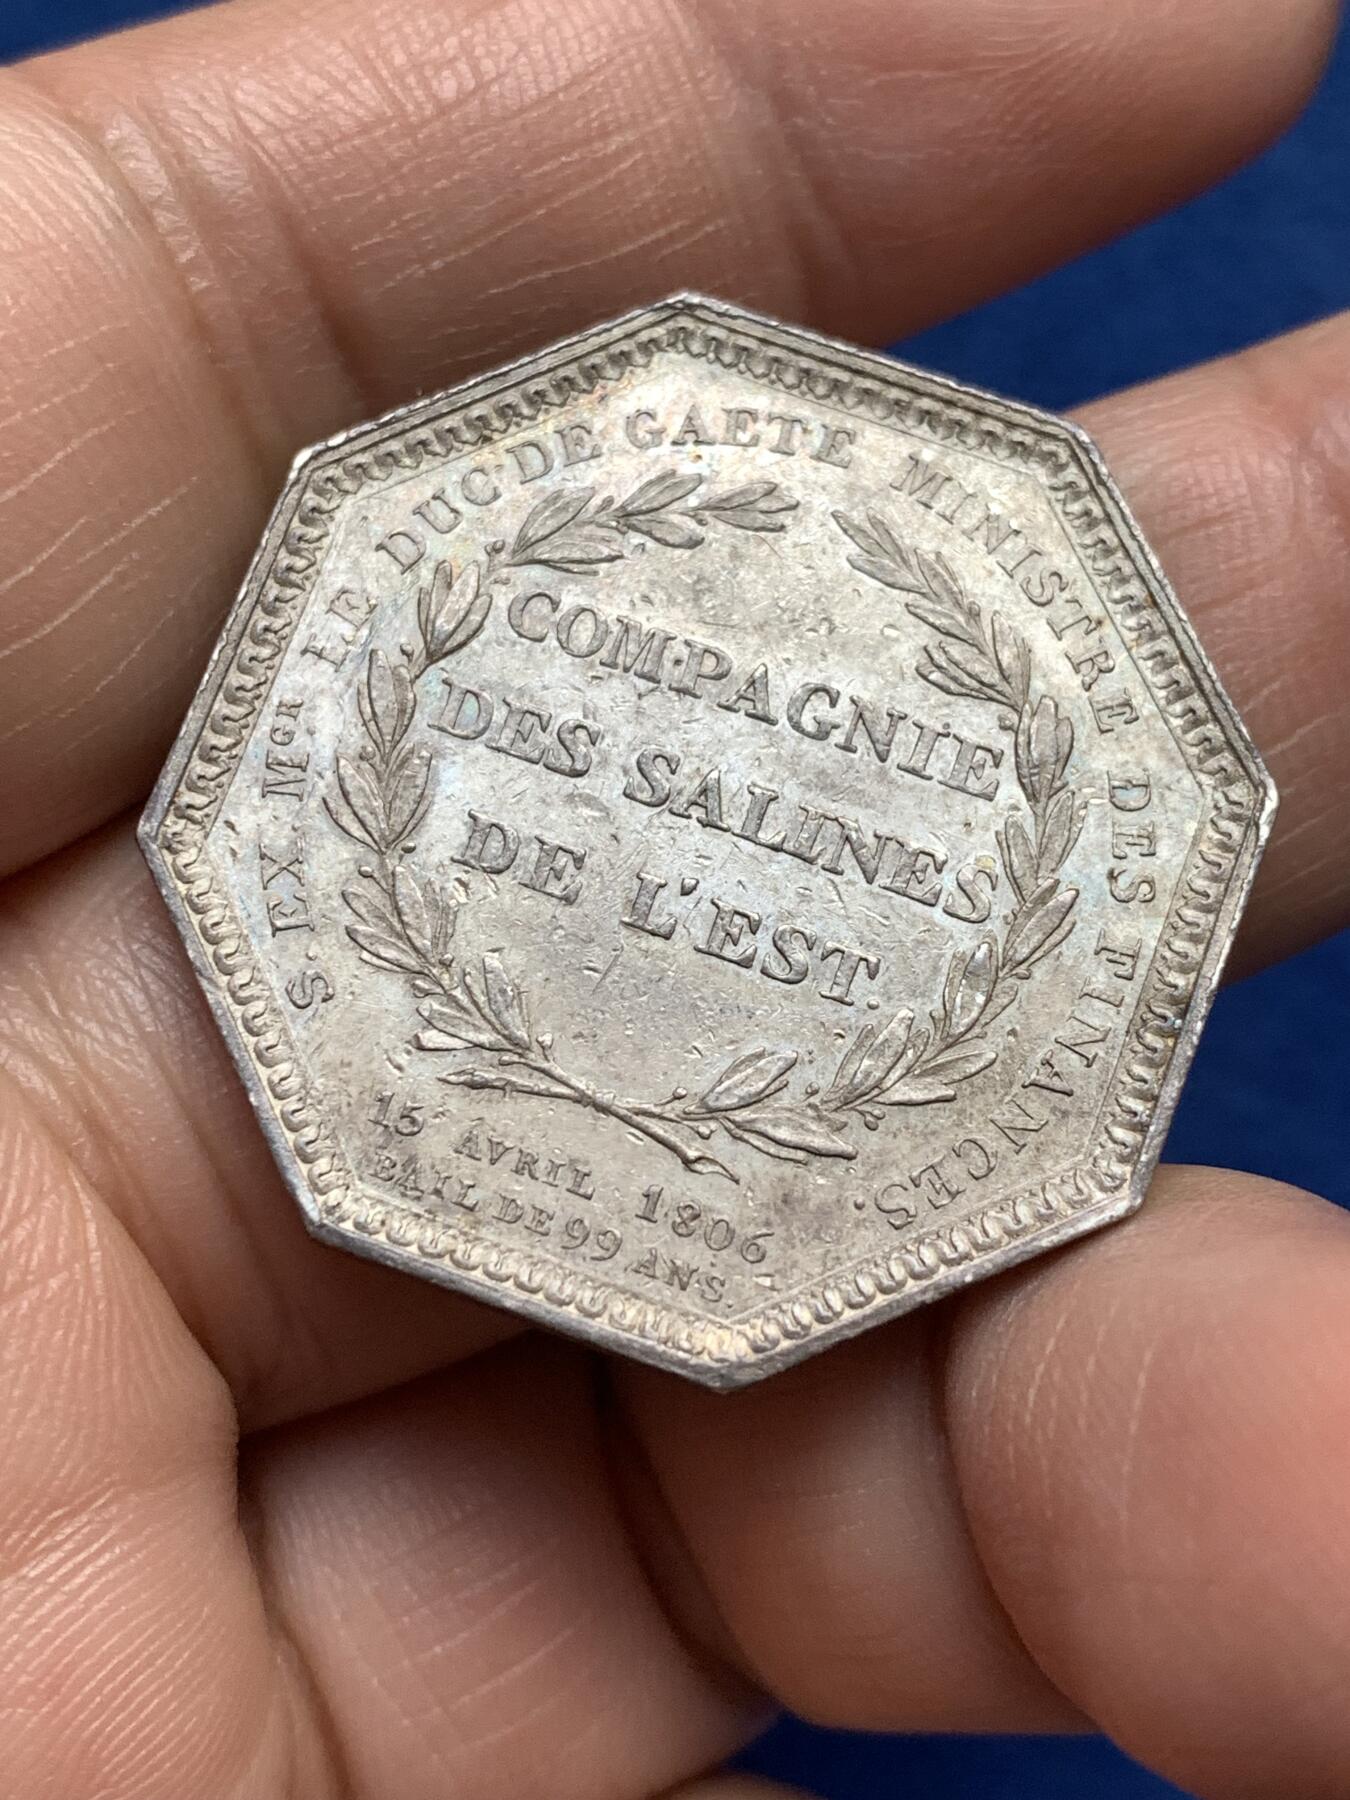 S. EX. Mᴳᴿ LE DUC DE GAETE MINISTRE DES FINANCES.
COMPAGNIE
DES SALINES
DE L'EST.
15 AVRIL 1806
BAIL DE 99 ANS.